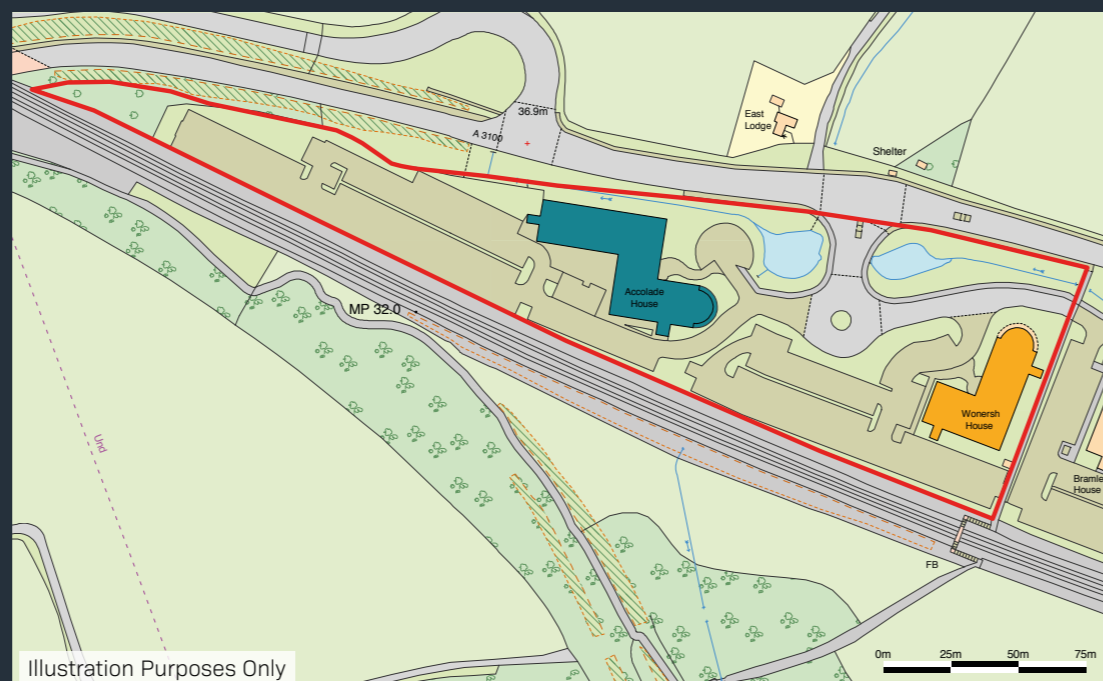 36.9m
A 3100
East
Lodge
Shelter
Accolade
House
MP 32.0
Wonersh
House
Und
Bramle
House
FB
0m 25m 50m 75m
Illustration Purposes Only